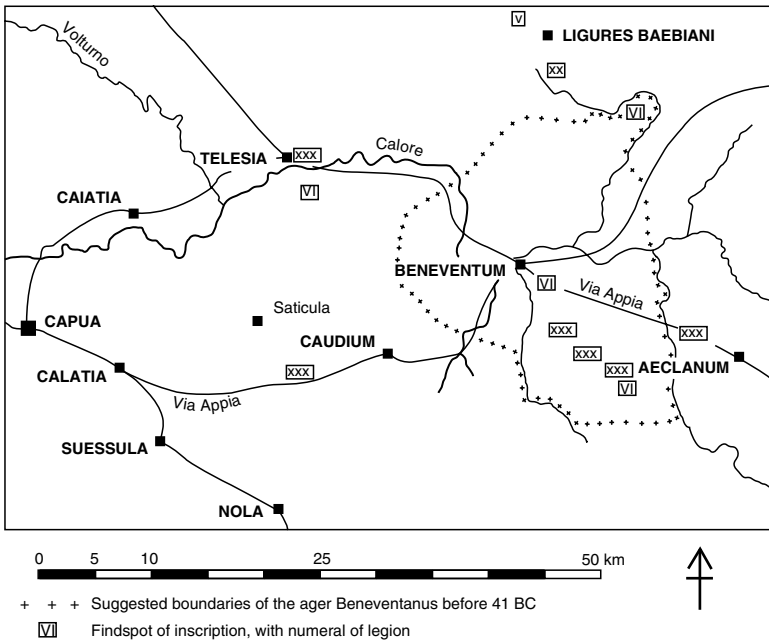 V
LIGURES BAEBIANI
Volturno
XX
VI
Calore
TELESIA
XXX
CAIATIA
VI
BENEVENTUM
VI
Via Appia
Saticula
CAPUA
XXX
XXX
CAUDIUM
XXX
CALATIA
XXX
XXX
AECLANUM
VI
Via Appia
SUESSULA
NOLA
0 5 10 25 50 km
+ + + Suggested boundaries of the ager Beneventanus before 41 BC
VI Findspot of inscription, with numeral of legion